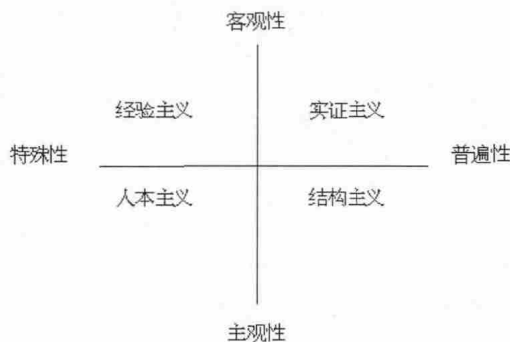 客观性
经验主义 实证主义
特殊性 普遍性
人本主义 结构主义
主观性